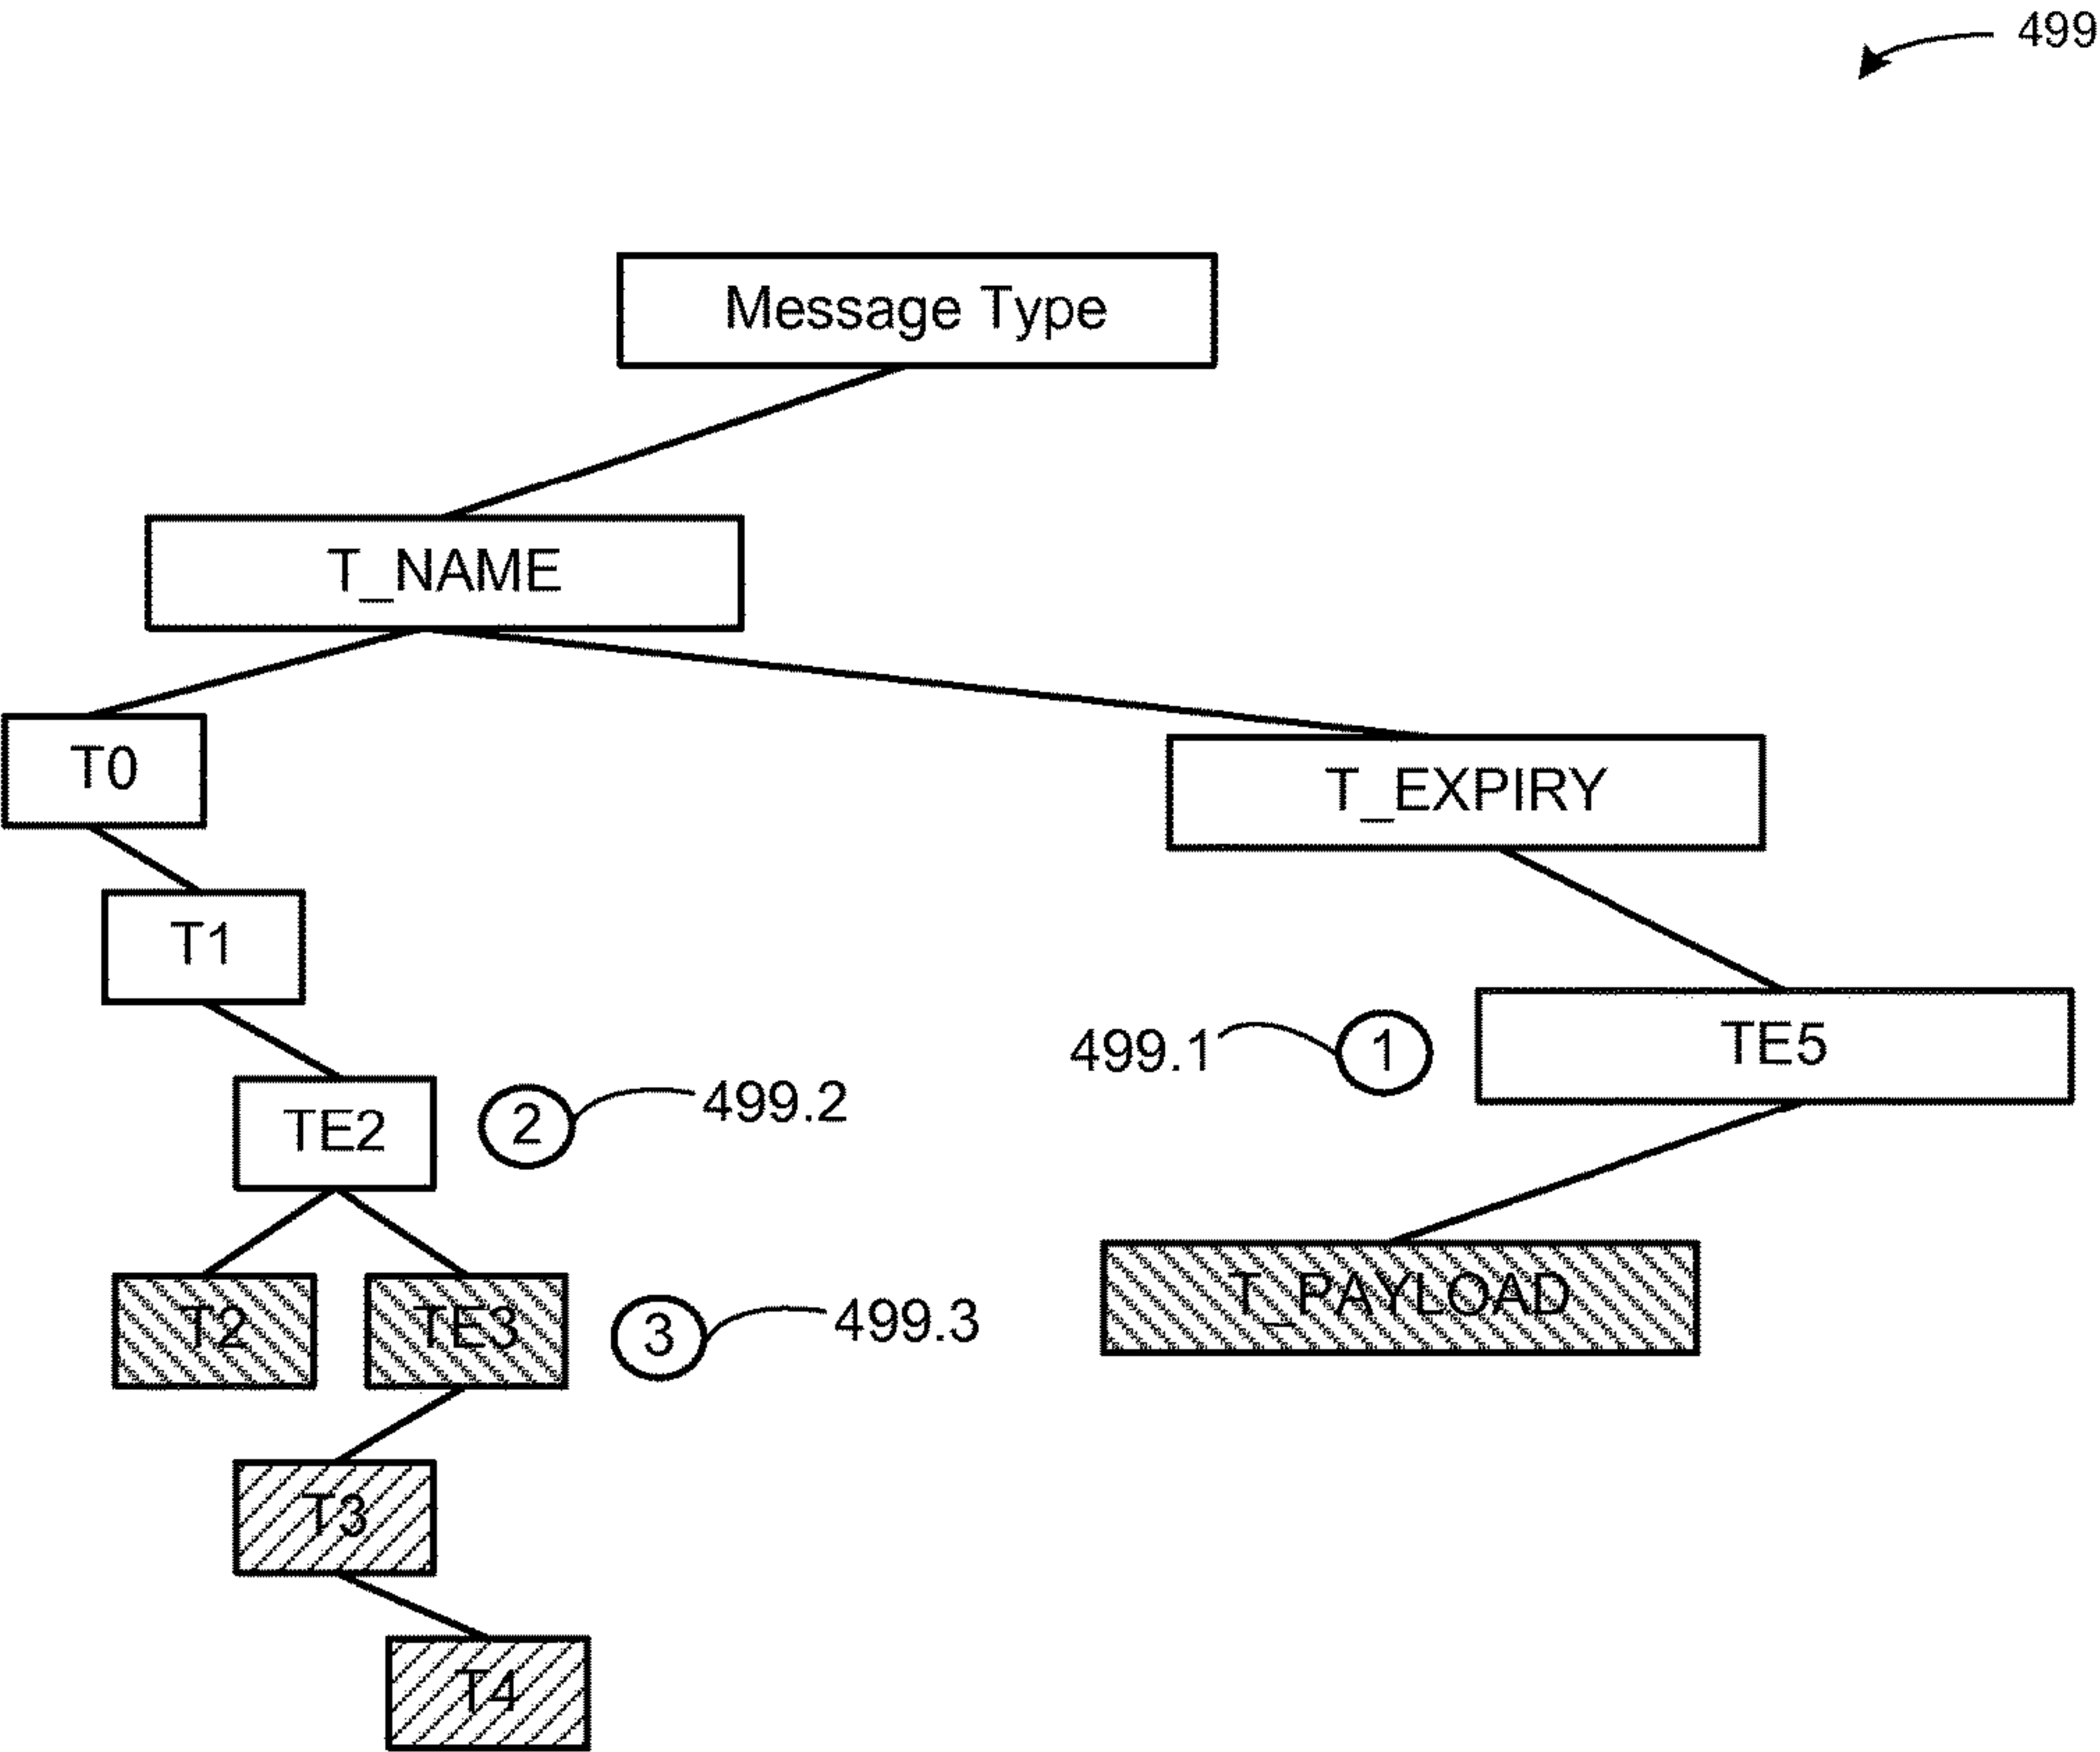 499
Message Type
T_NAME
T0
T_EXPIRY
T1
499.1
1
TE5
TE2
2
499.2
T2
TE3
3
499.3
T_PAYLOAD
T3
T4